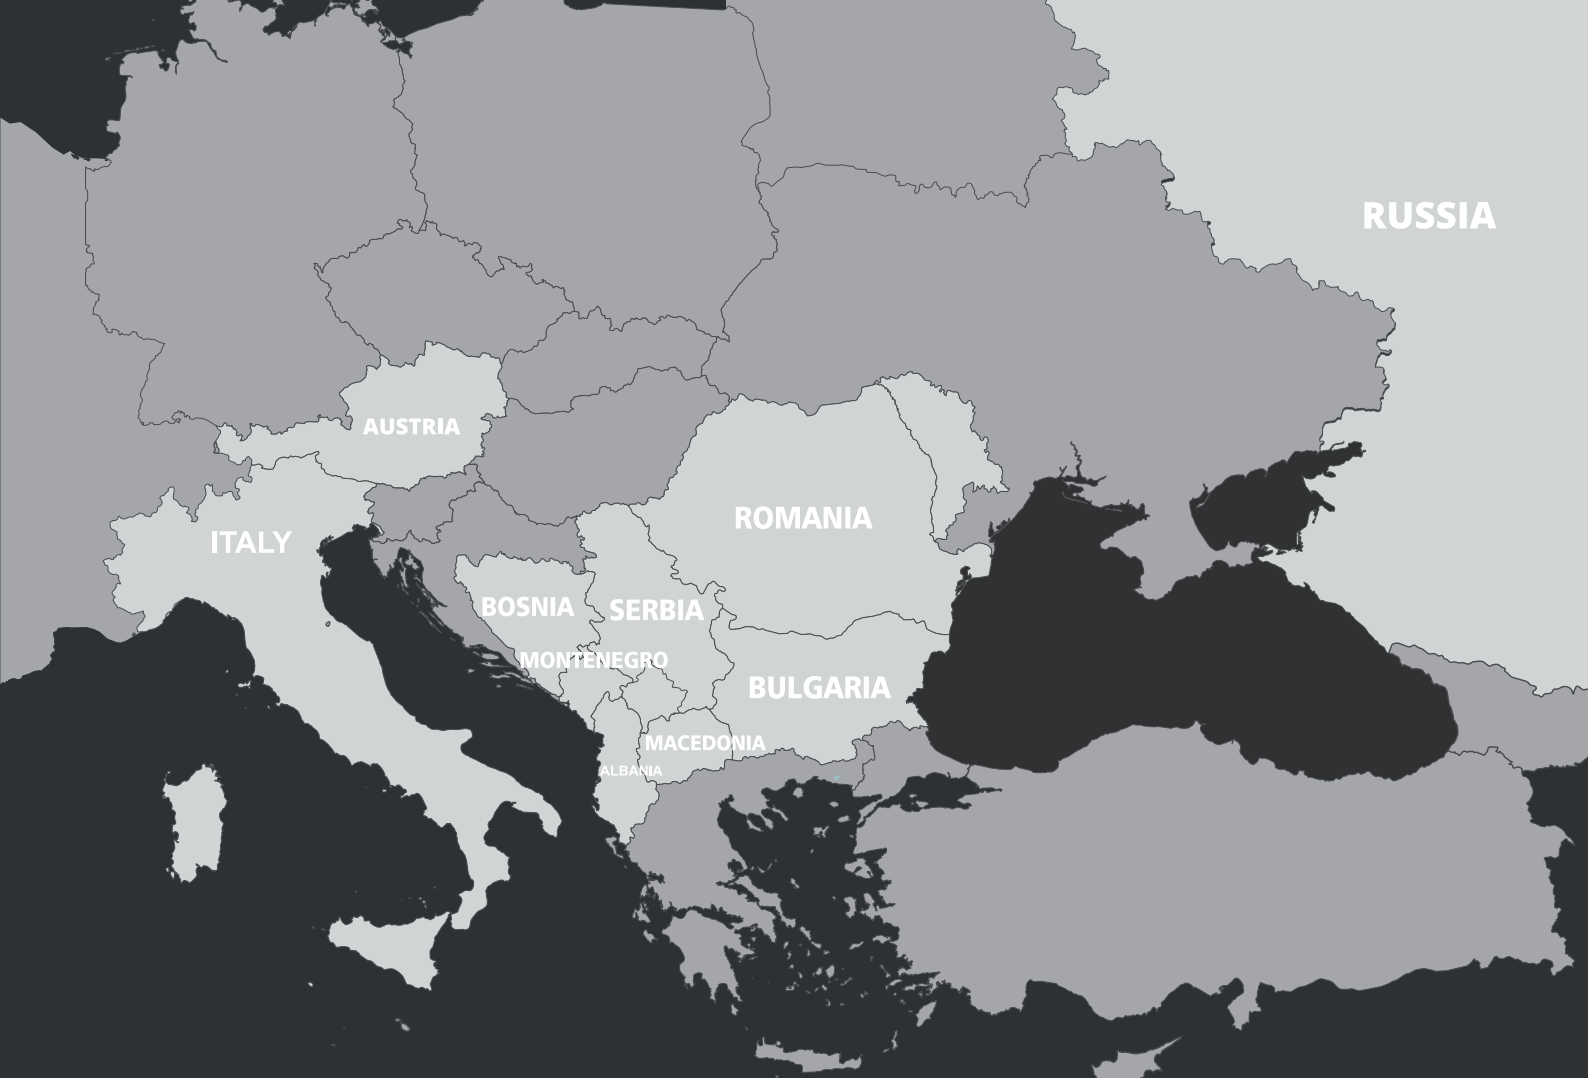 RUSSIA
AUSTRIA
ROMANIA
ITALY
BOSNIA
SERBIA
MONTENEGRO
BULGARIA
MACEDONIA
ALBANIA